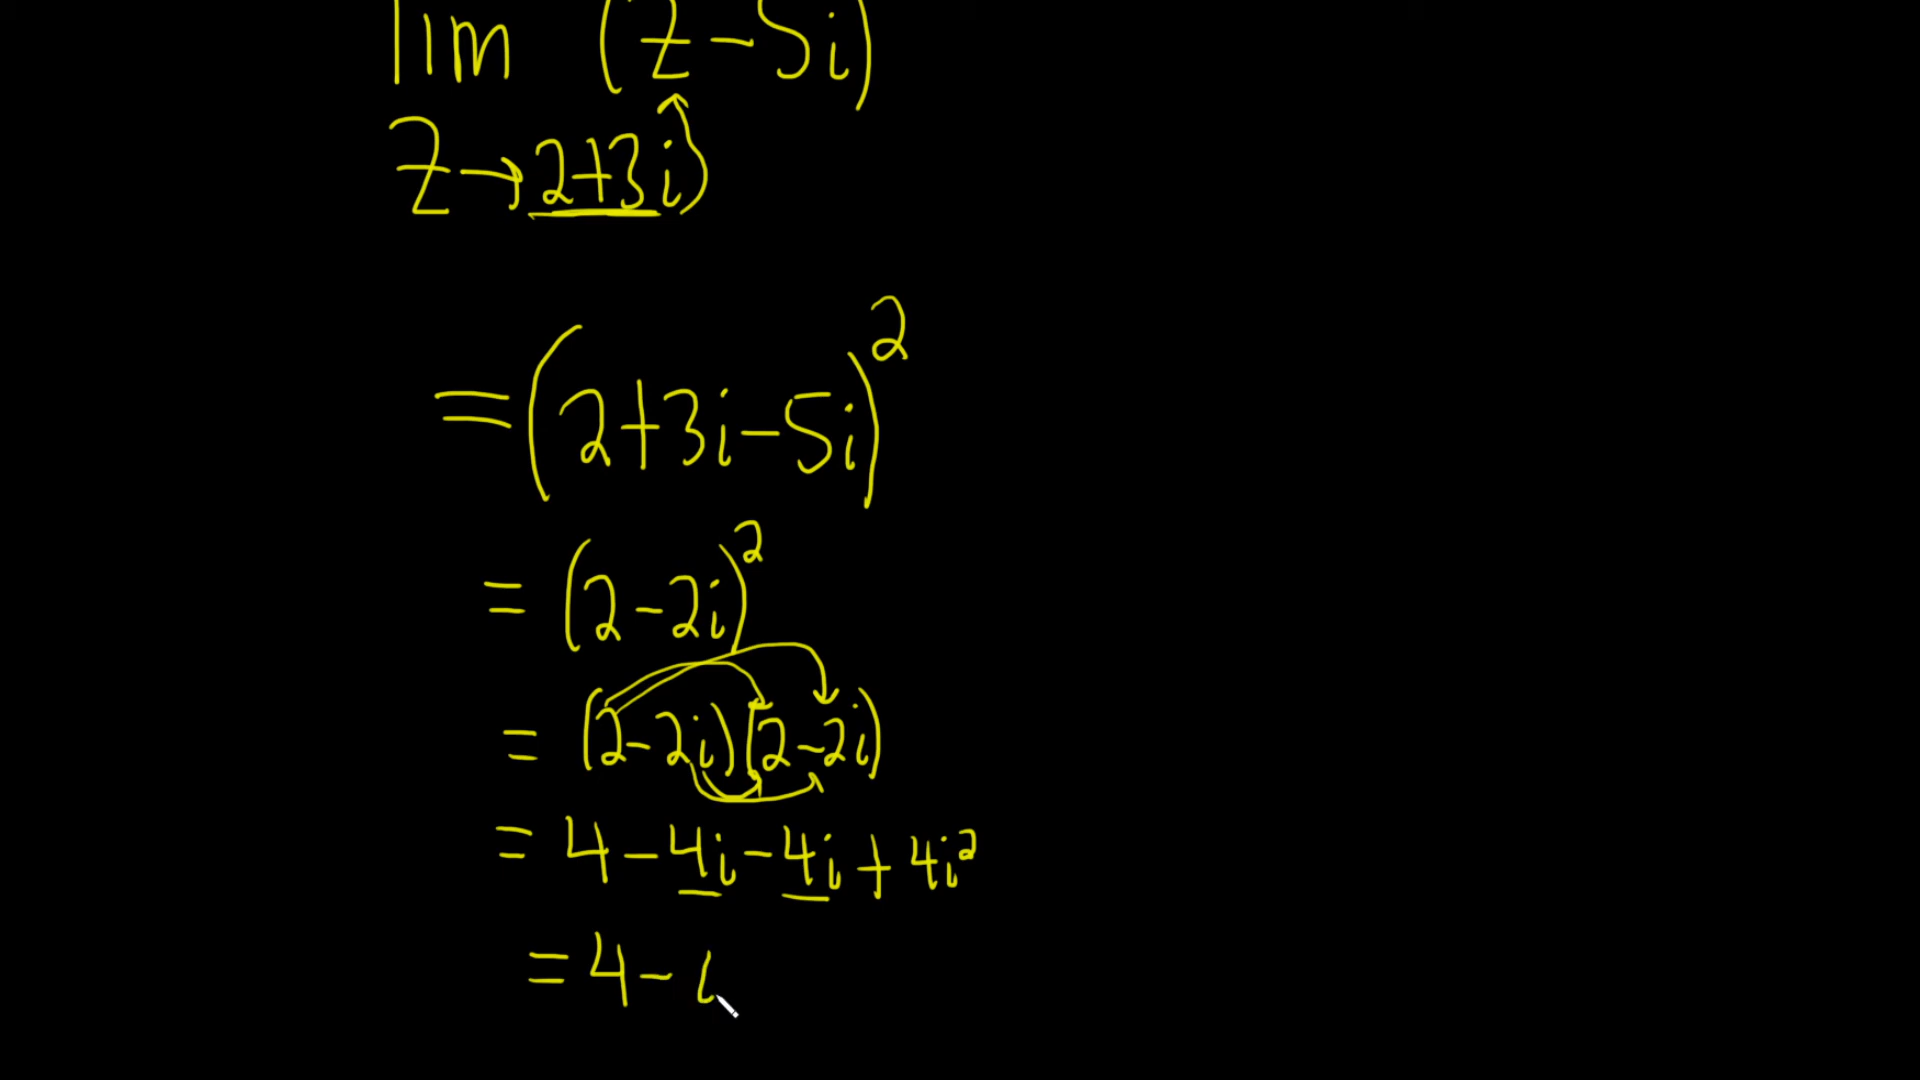 lim (z-5i)
z→2+3i
=(2+3i-5i)²
= (2-2i)²
= (2-2i)(2-2i)
= 4-4i-4i+4i²
= 4-